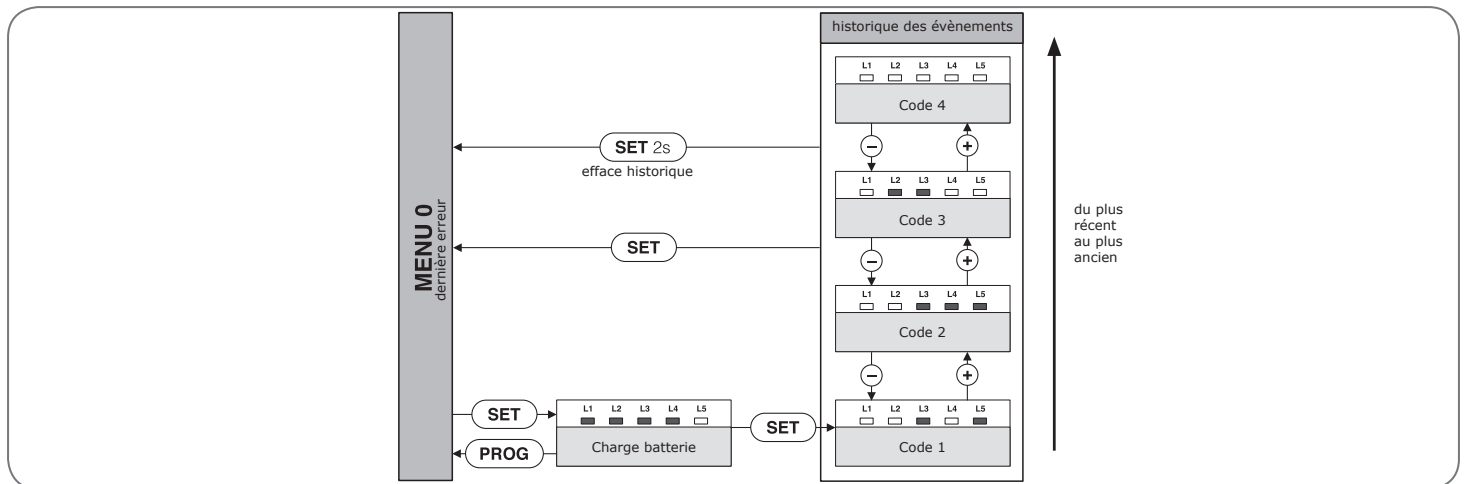 historique des évènements
L1 L2 L3 L4 L5
Code 4
SET 2s
efface historique
− +
L1 L2 L3 L4 L5
Code 3
du plus
récent
au plus
ancien
MENU 0
dernière erreur
SET
− +
L1 L2 L3 L4 L5
Code 2
− +
SET
L1 L2 L3 L4 L5
Charge batterie
PROG
SET
L1 L2 L3 L4 L5
Code 1